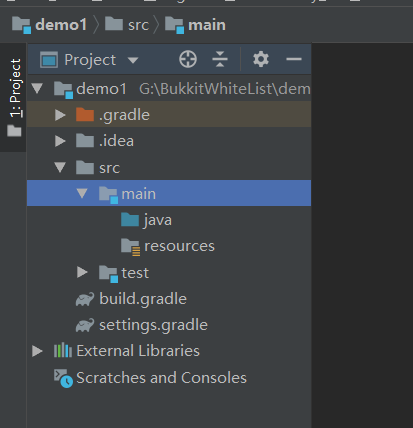 demo1 src main
1: Project
Project
demo1 G:\BukkitWhiteList\dem
.gradle
.idea
src
main
java
resources
test
build.gradle
settings.gradle
External Libraries
Scratches and Consoles